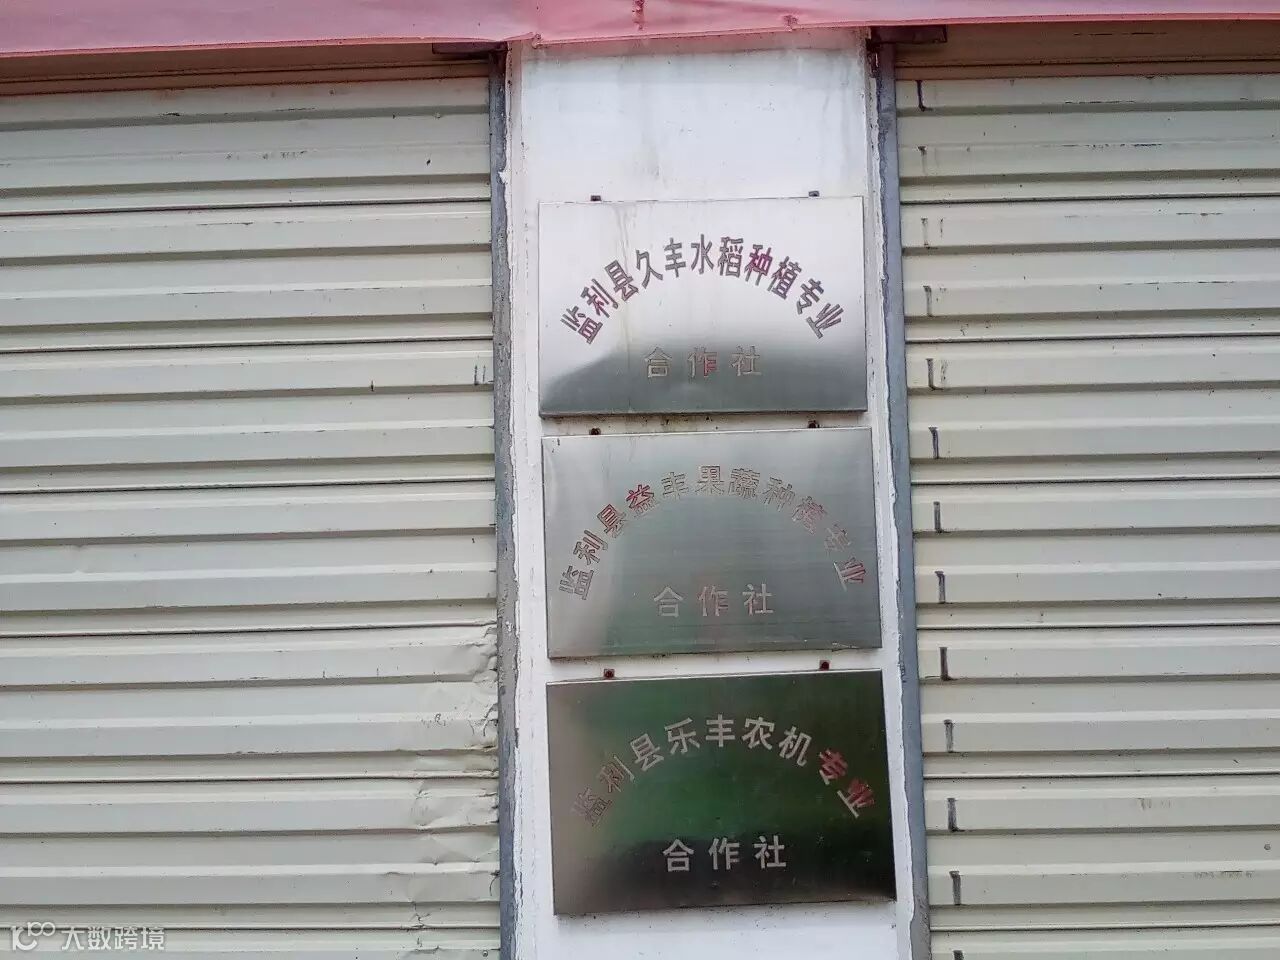 监利县久丰水稻种植专业
合作社
监利县益丰果蔬种植专业
合作社
监利县乐丰农机专业
合作社
大数跨境